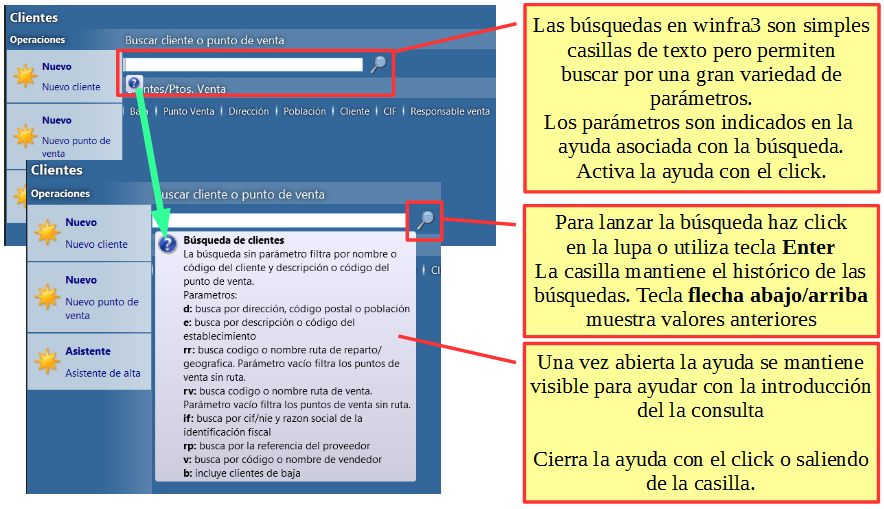 Clientes
Operaciones
Buscar cliente o punto de venta
Nuevo
Nuevo cliente
Clientes/Ptos. Venta
Baja
Punto Venta
Dirección
Población
Cliente
CIF
Responsable venta
Nuevo
Nuevo punto de
venta
Clientes
Operaciones
Buscar cliente o punto de venta
Nuevo
Nuevo cliente
Nuevo
Nuevo punto de
venta
Asistente
Asistente de alta
Búsqueda de clientes
La búsqueda sin parámetro filtra por nombre o
código del cliente y descripción o código del
punto de venta.
Parametros:
d: busca por dirección, código postal o población
e: busca por descripción o código del
establecimiento
rr: busca codigo o nombre ruta de reparto/
geografica. Parámetro vacío filtra los puntos de
venta sin ruta.
rv: busca codigo o nombre ruta de venta.
Parámetro vacío filtra los puntos de venta sin ruta.
if: busca por cif/nie y razon social de la
identificación fiscal
rp: busca por la referencia del proveedor
v: busca por código o nombre de vendedor
b: incluye clientes de baja
Las búsquedas en winfra3 son simples
casillas de texto pero permiten
buscar por una gran variedad de
parámetros.
Los parámetros son indicados en la
ayuda asociada con la búsqueda.
Activa la ayuda con el click.
Para lanzar la búsqueda haz click
en la lupa o utiliza tecla Enter
La casilla mantiene el histórico de las
búsquedas. Tecla flecha abajo/arriba
muestra valores anteriores
Una vez abierta la ayuda se mantiene
visible para ayudar con la introducción
del la consulta
Cierra la ayuda con el click o saliendo
de la casilla.